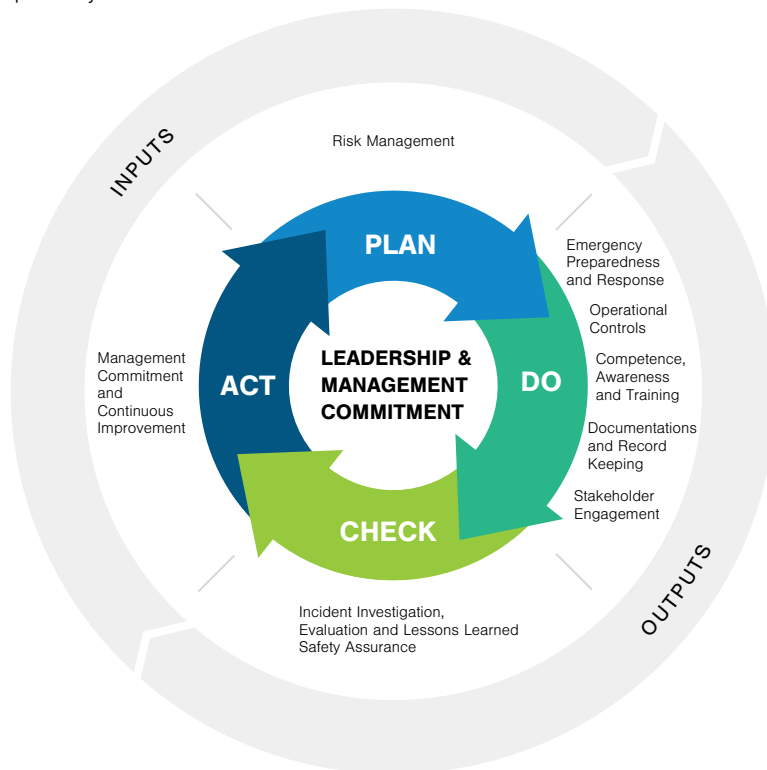 INPUTS
Risk Management
PLAN
Emergency
Preparedness
and Response
Operational
Controls
Competence,
Awareness
and Training
Documentations
and Record
Keeping
Stakeholder
Engagement
DO
LEADERSHIP &
MANAGEMENT
COMMITMENT
ACT
Management
Commitment
and
Continuous
Improvement
CHECK
Incident Investigation,
Evaluation and Lessons Learned
Safety Assurance
OUTPUTS